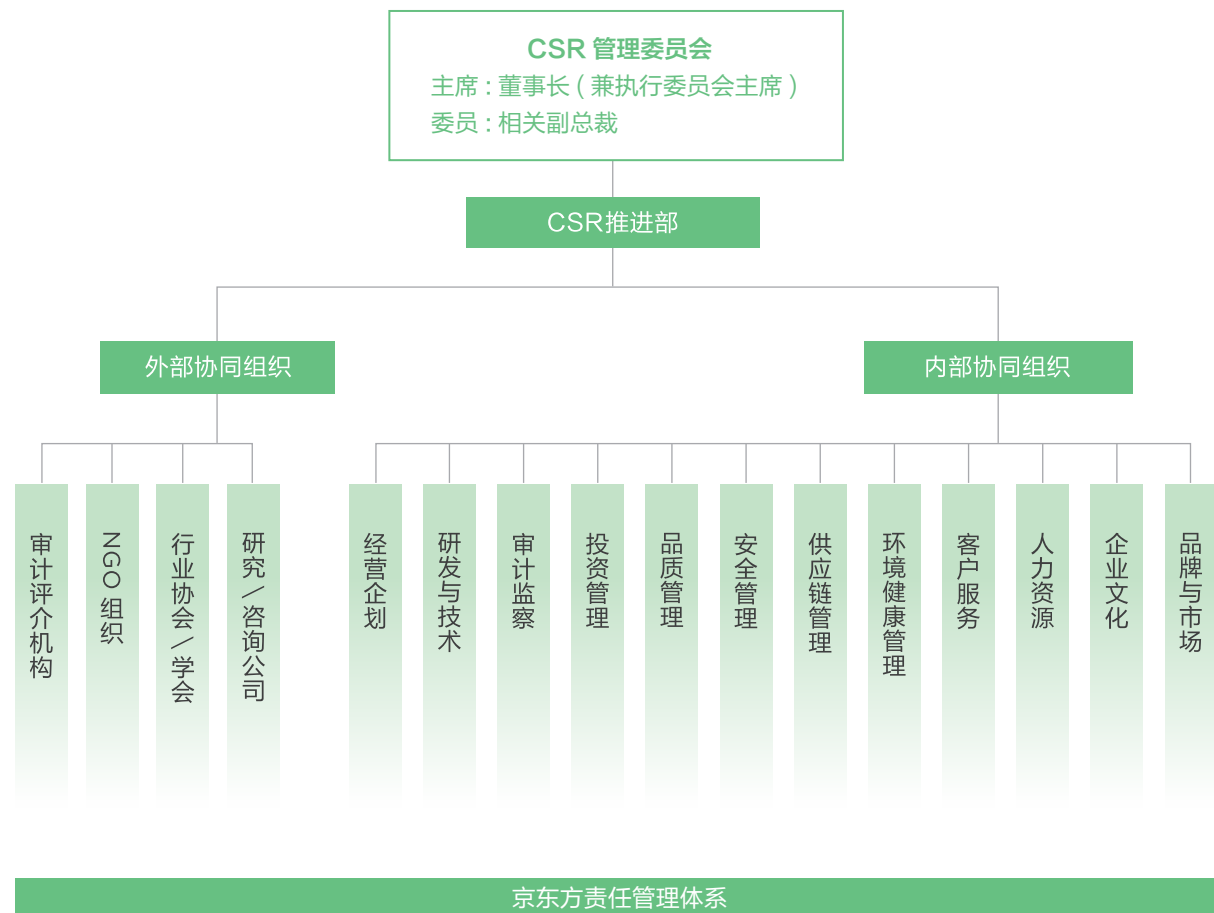 CSR 管理委员会
主席 : 董事长 ( 兼执行委员会主席 )
委员 : 相关副总裁
CSR推进部
外部协同组织
内部协同组织
审计评介机构
NGO 组织
行业协会/学会
研究/咨询公司
经营企划
研发与技术
审计监察
投资管理
品质管理
安全管理
供应链管理
环境健康管理
客户服务
人力资源
企业文化
品牌与市场
京东方责任管理体系